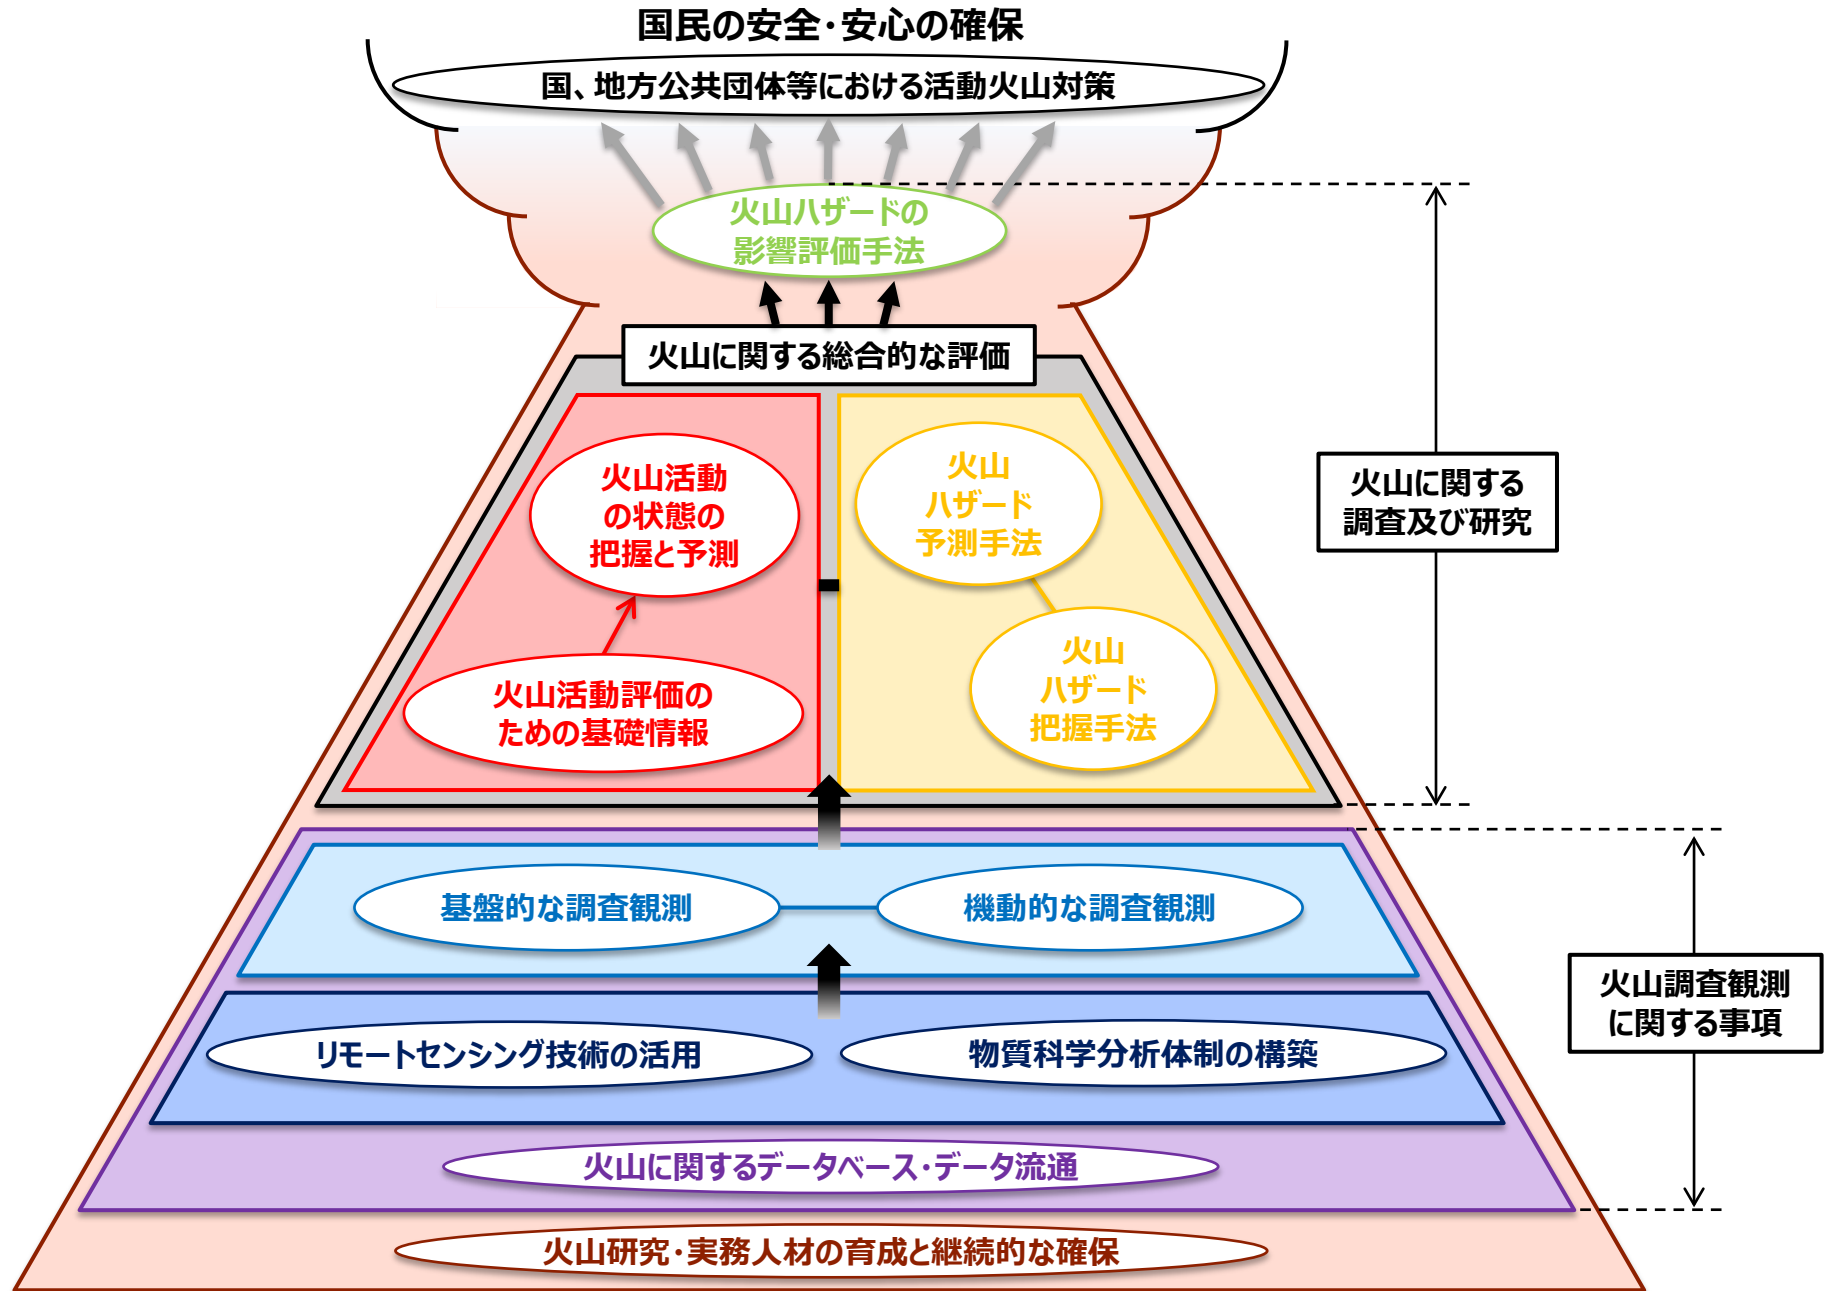 国民の安全・安心の確保
国、地方公共団体等における活動火山対策
火山ハザードの
影響評価手法
火山に関する総合的な評価
火山活動
の状態の
把握と予測
火山
ハザード
予測手法
火山に関する
調査及び研究
火山活動評価の
ための基礎情報
火山
ハザード
把握手法
基盤的な調査観測
機動的な調査観測
火山調査観測
に関する事項
リモートセンシング技術の活用
物質科学分析体制の構築
火山に関するデータベース・データ流通
火山研究・実務人材の育成と継続的な確保